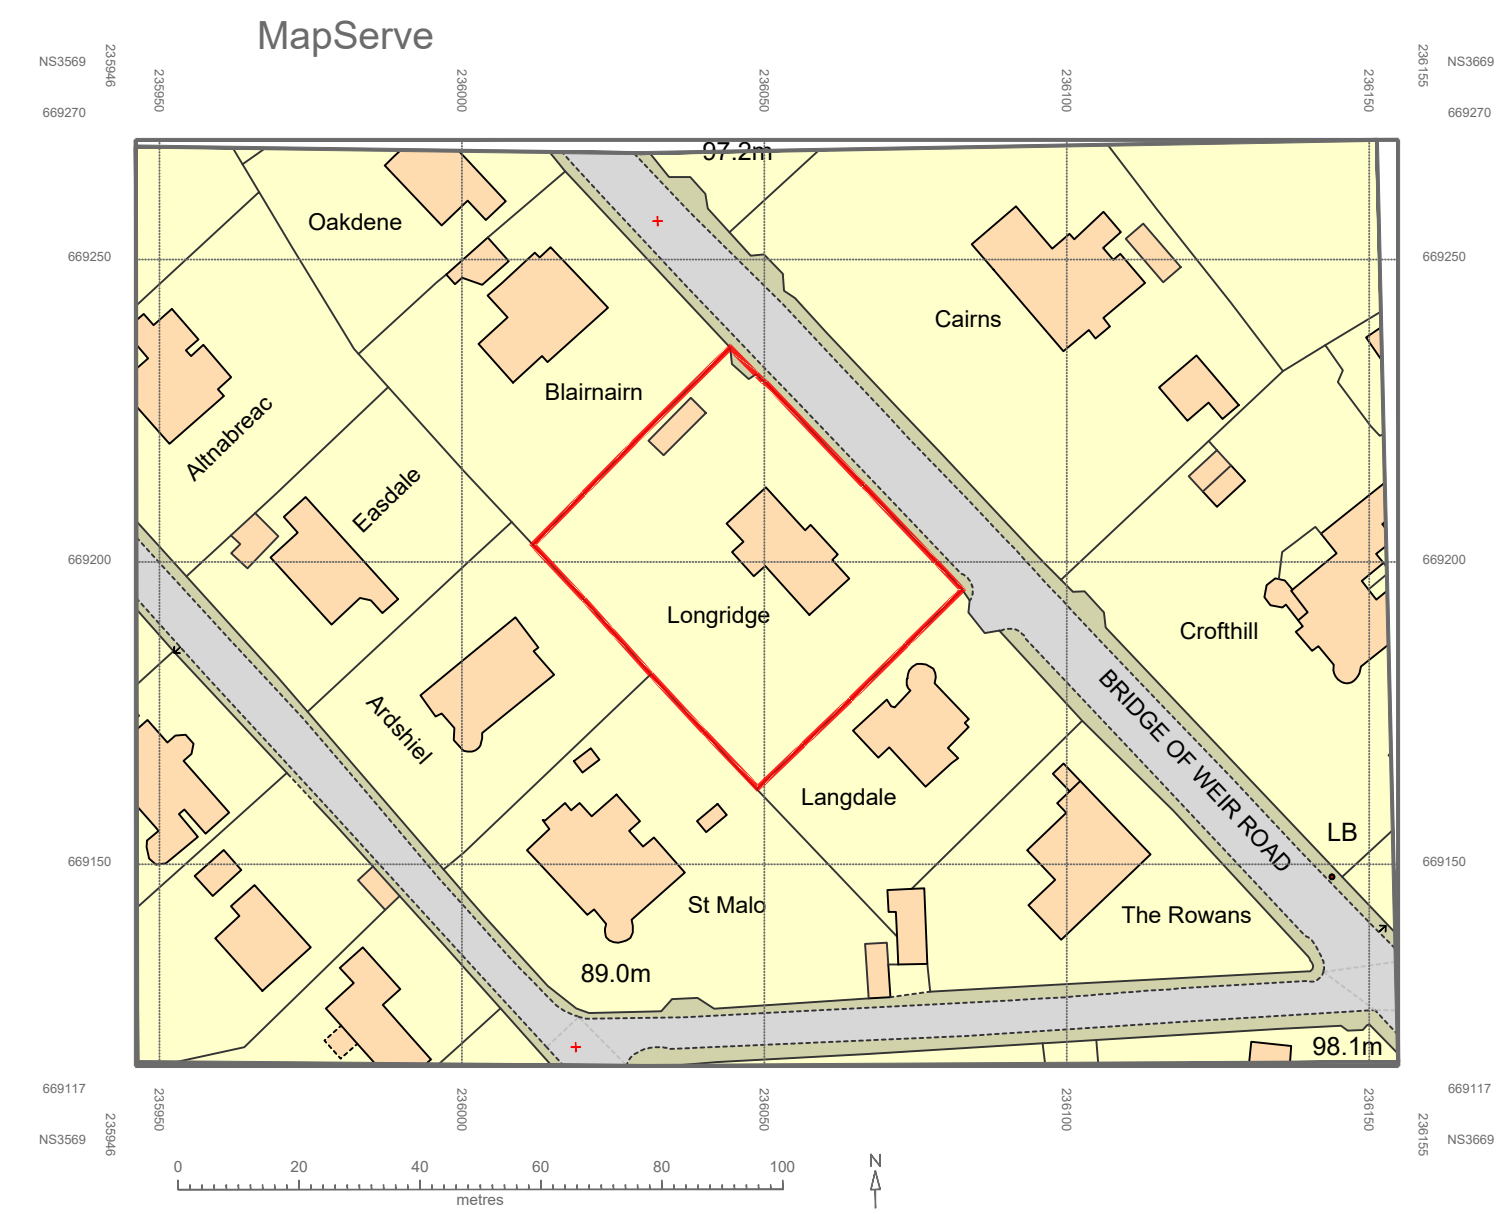 MapServe
NS3569
235946
236155
NS3669
235950
236000
236050
236100
236150
669270
669270
97.2m
Oakdene
669250
669250
Cairns
Blairnairn
Altnabreac
Easdale
669200
669200
Longridge
Crofthill
Ardshiel
BRIDGE OF WEIR ROAD
Langdale
LB
669150
669150
St Malo
The Rowans
89.0m
98.1m
669117
669117
235950
236000
236050
236100
236150
NS3569
235946
236155
NS3669
0 20 40 60 80 100
metres
N